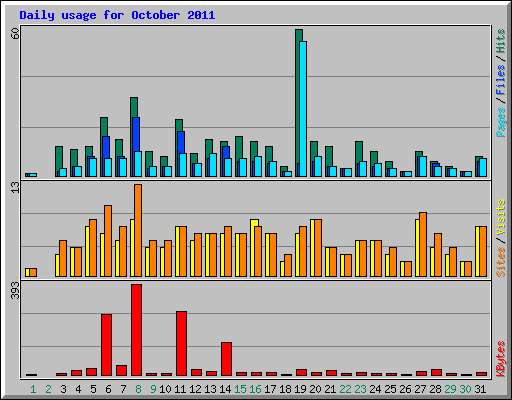 Daily usage for October 2011
60
Pages / Files / Hits
13
Sites / Visits
393
KBytes
1 2 3 4 5 6 7 8 9 10 11 12 13 14 15 16 17 18 19 20 21 22 23 24 25 26 27 28 29 30 31